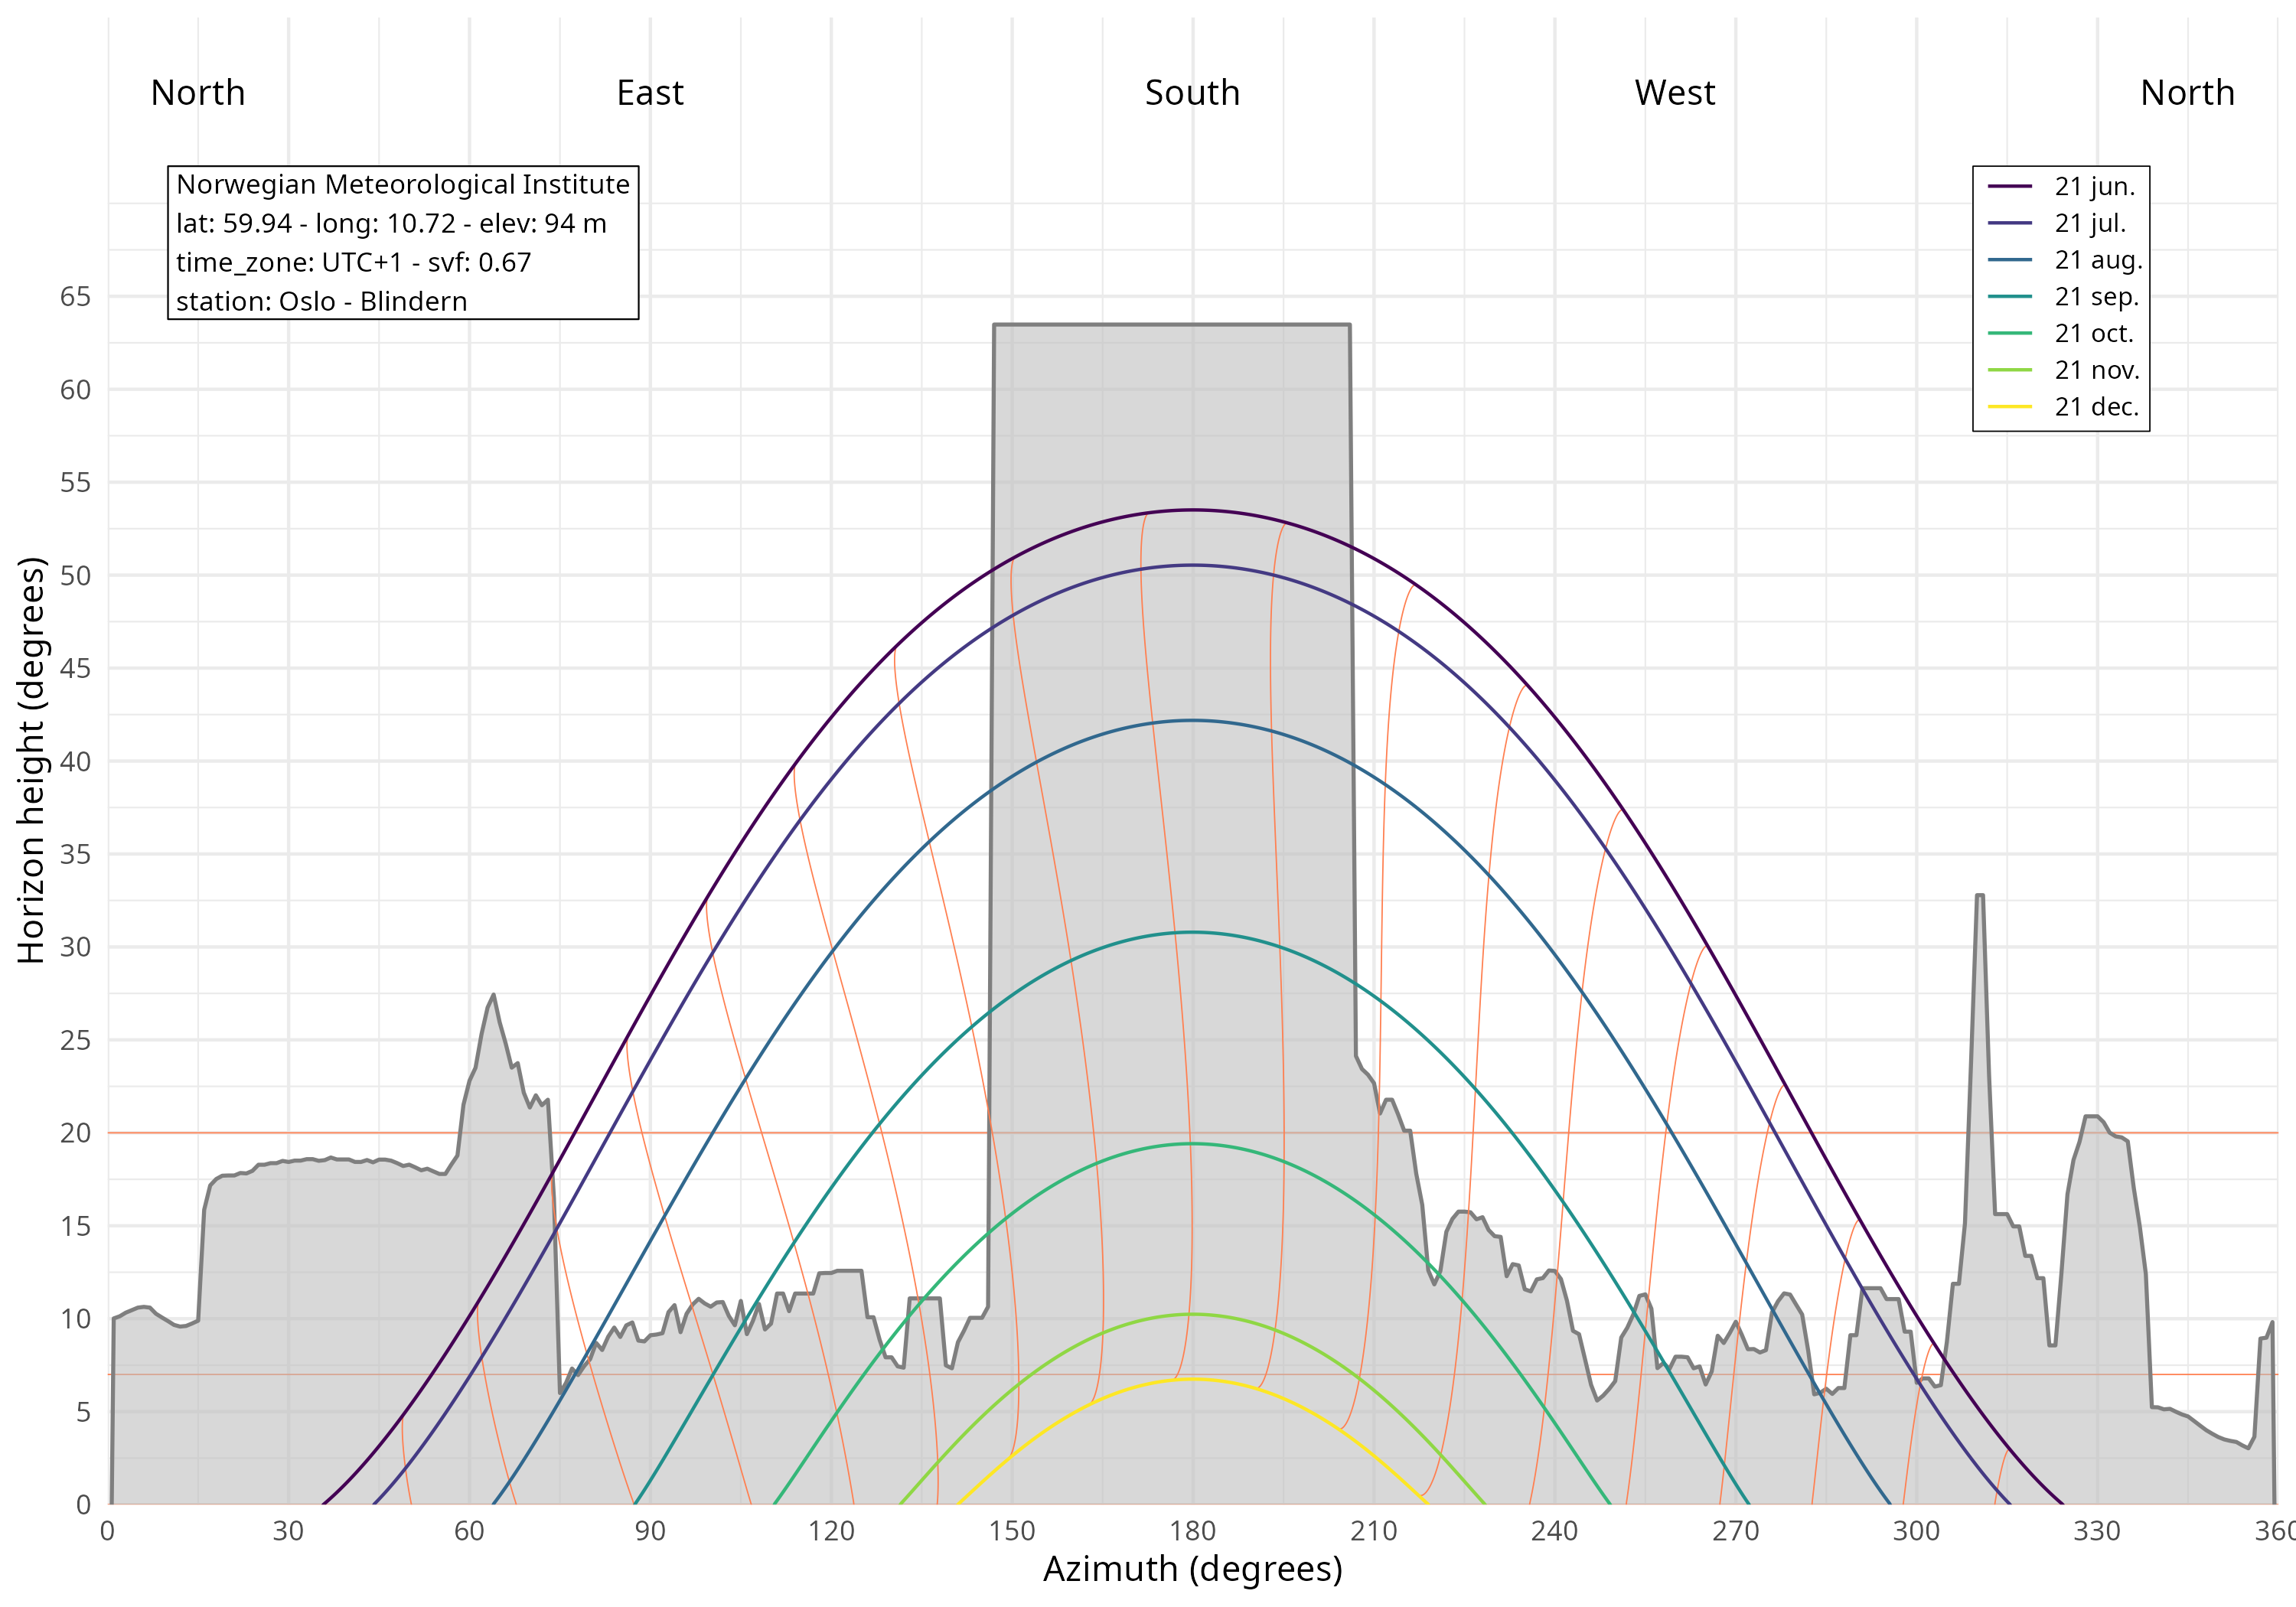 North East South West North
Norwegian Meteorological Institute
lat: 59.94 - long: 10.72 - elev: 94 m
time_zone: UTC+1 - svf: 0.67
station: Oslo - Blindern
21 jun.
21 jul.
21 aug.
21 sep.
21 oct.
21 nov.
21 dec.
Horizon height (degrees)
65
60
55
50
45
40
35
30
25
20
15
10
5
0
0 30 60 90 120 150 180 210 240 270 300 330 360
Azimuth (degrees)